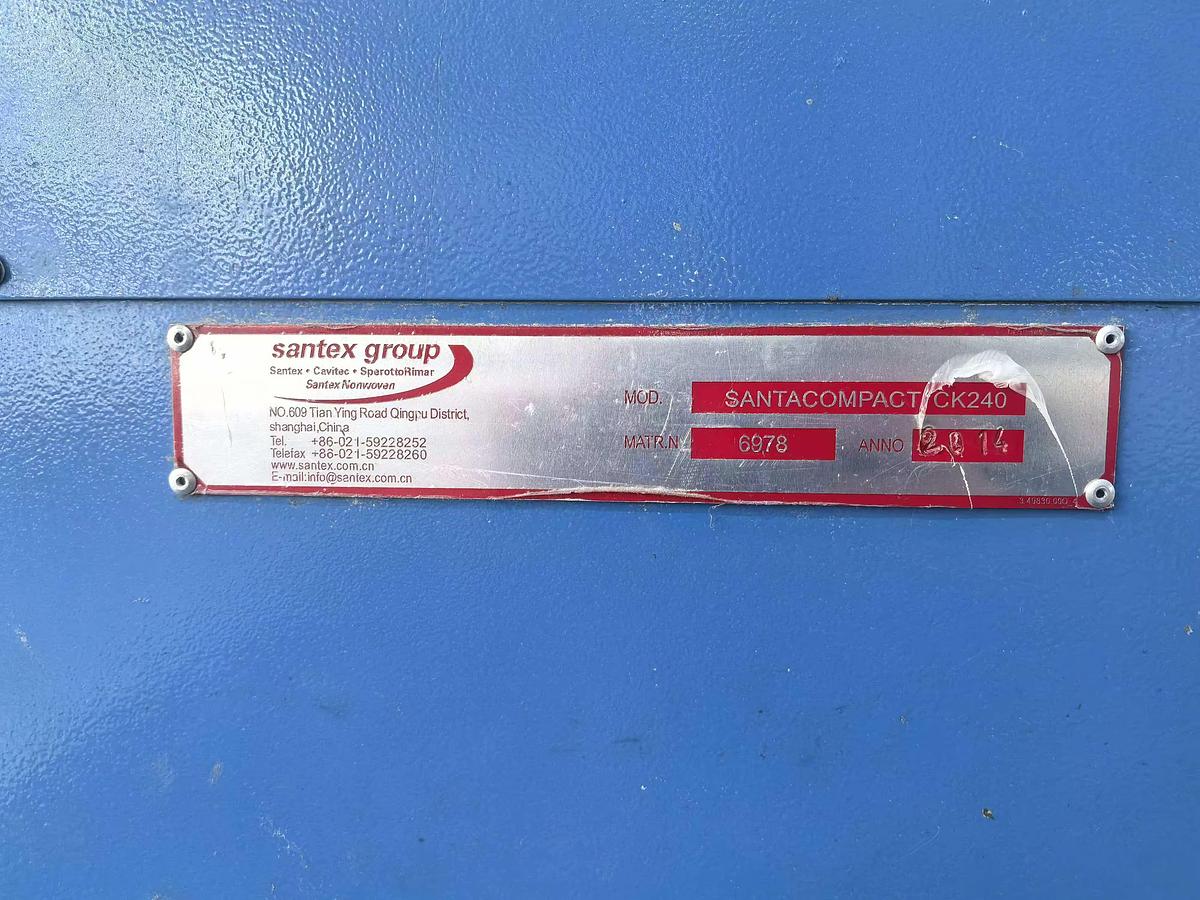 santex group
Santex • Cavitec • SperottoRimar
Santex Nonwoven
NO.609 Tian Ying Road Qingpu District,
shanghai,China
Tel. +86-021-59228252
Telefax +86-021-59228260
www.santex.com.cn
E-mail:info@santex.com.cn
MOD. SANTACOMPACT CK240
MATR.N 6978 ANNO 2014